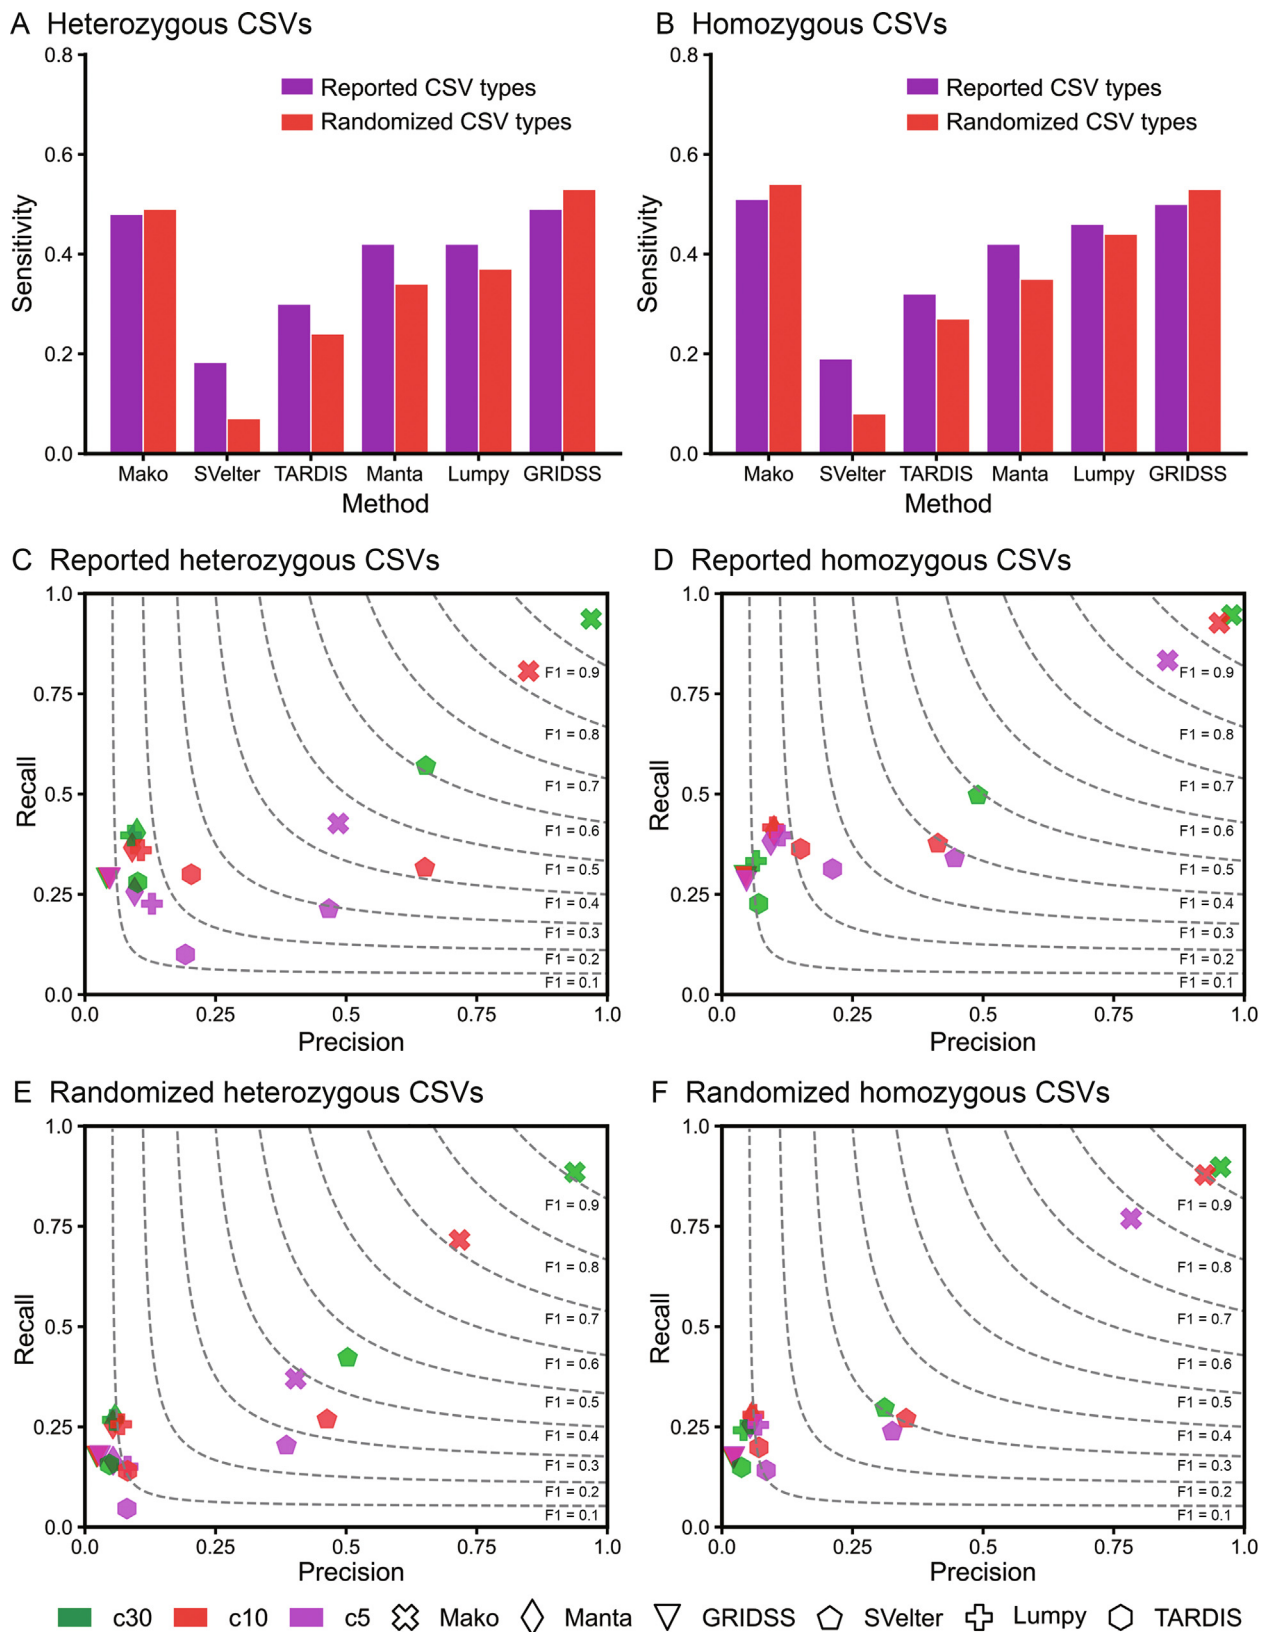 A Heterozygous CSVs
B Homozygous CSVs
0.8
0.6
0.4
0.2
0.0
Sensitivity
Reported CSV types
Randomized CSV types
Mako SVelter TARDIS Manta Lumpy GRIDSS
Method
0.8
0.6
0.4
0.2
0.0
Sensitivity
Reported CSV types
Randomized CSV types
Mako SVelter TARDIS Manta Lumpy GRIDSS
Method
C Reported heterozygous CSVs
1.0
0.75
0.5
0.25
0.0
Recall
F1 = 0.9
F1 = 0.8
F1 = 0.7
F1 = 0.6
F1 = 0.5
F1 = 0.4
F1 = 0.3
F1 = 0.2
F1 = 0.1
0.0 0.25 0.5 0.75 1.0
Precision
D Reported homozygous CSVs
1.0
0.75
0.5
0.25
0.0
Recall
F1 = 0.9
F1 = 0.8
F1 = 0.7
F1 = 0.6
F1 = 0.5
F1 = 0.4
F1 = 0.3
F1 = 0.2
F1 = 0.1
0.0 0.25 0.5 0.75 1.0
Precision
E Randomized heterozygous CSVs
1.0
0.75
0.5
0.25
0.0
Recall
F1 = 0.9
F1 = 0.8
F1 = 0.7
F1 = 0.6
F1 = 0.5
F1 = 0.4
F1 = 0.3
F1 = 0.2
F1 = 0.1
0.0 0.25 0.5 0.75 1.0
Precision
F Randomized homozygous CSVs
1.0
0.75
0.5
0.25
0.0
Recall
F1 = 0.9
F1 = 0.8
F1 = 0.7
F1 = 0.6
F1 = 0.5
F1 = 0.4
F1 = 0.3
F1 = 0.2
F1 = 0.1
0.0 0.25 0.5 0.75 1.0
Precision
c30 c10 c5 Mako Manta GRIDSS SVelter Lumpy TARDIS